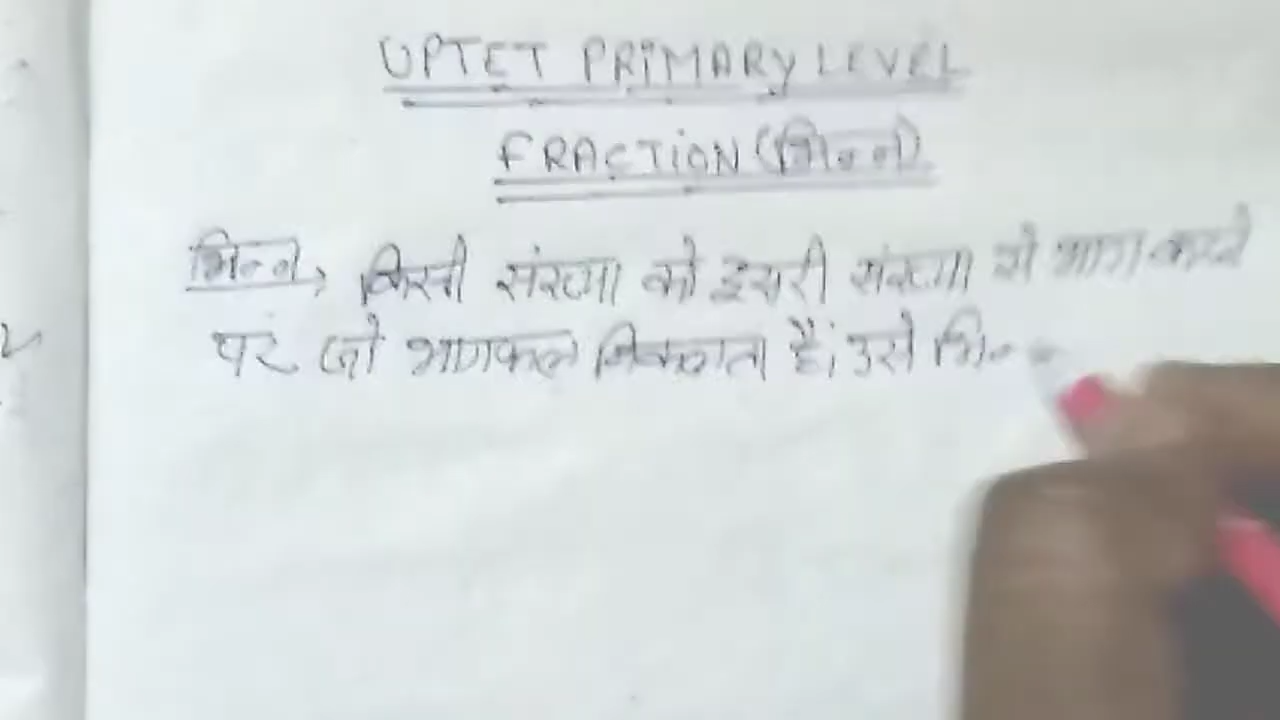 UPTET PRIMARY LEVEL
FRACTION (भिन्न)
भिन्न, किसी संख्या को दूसरी संख्या से भाग करने
पर जो भागफल निकलता है, उसे